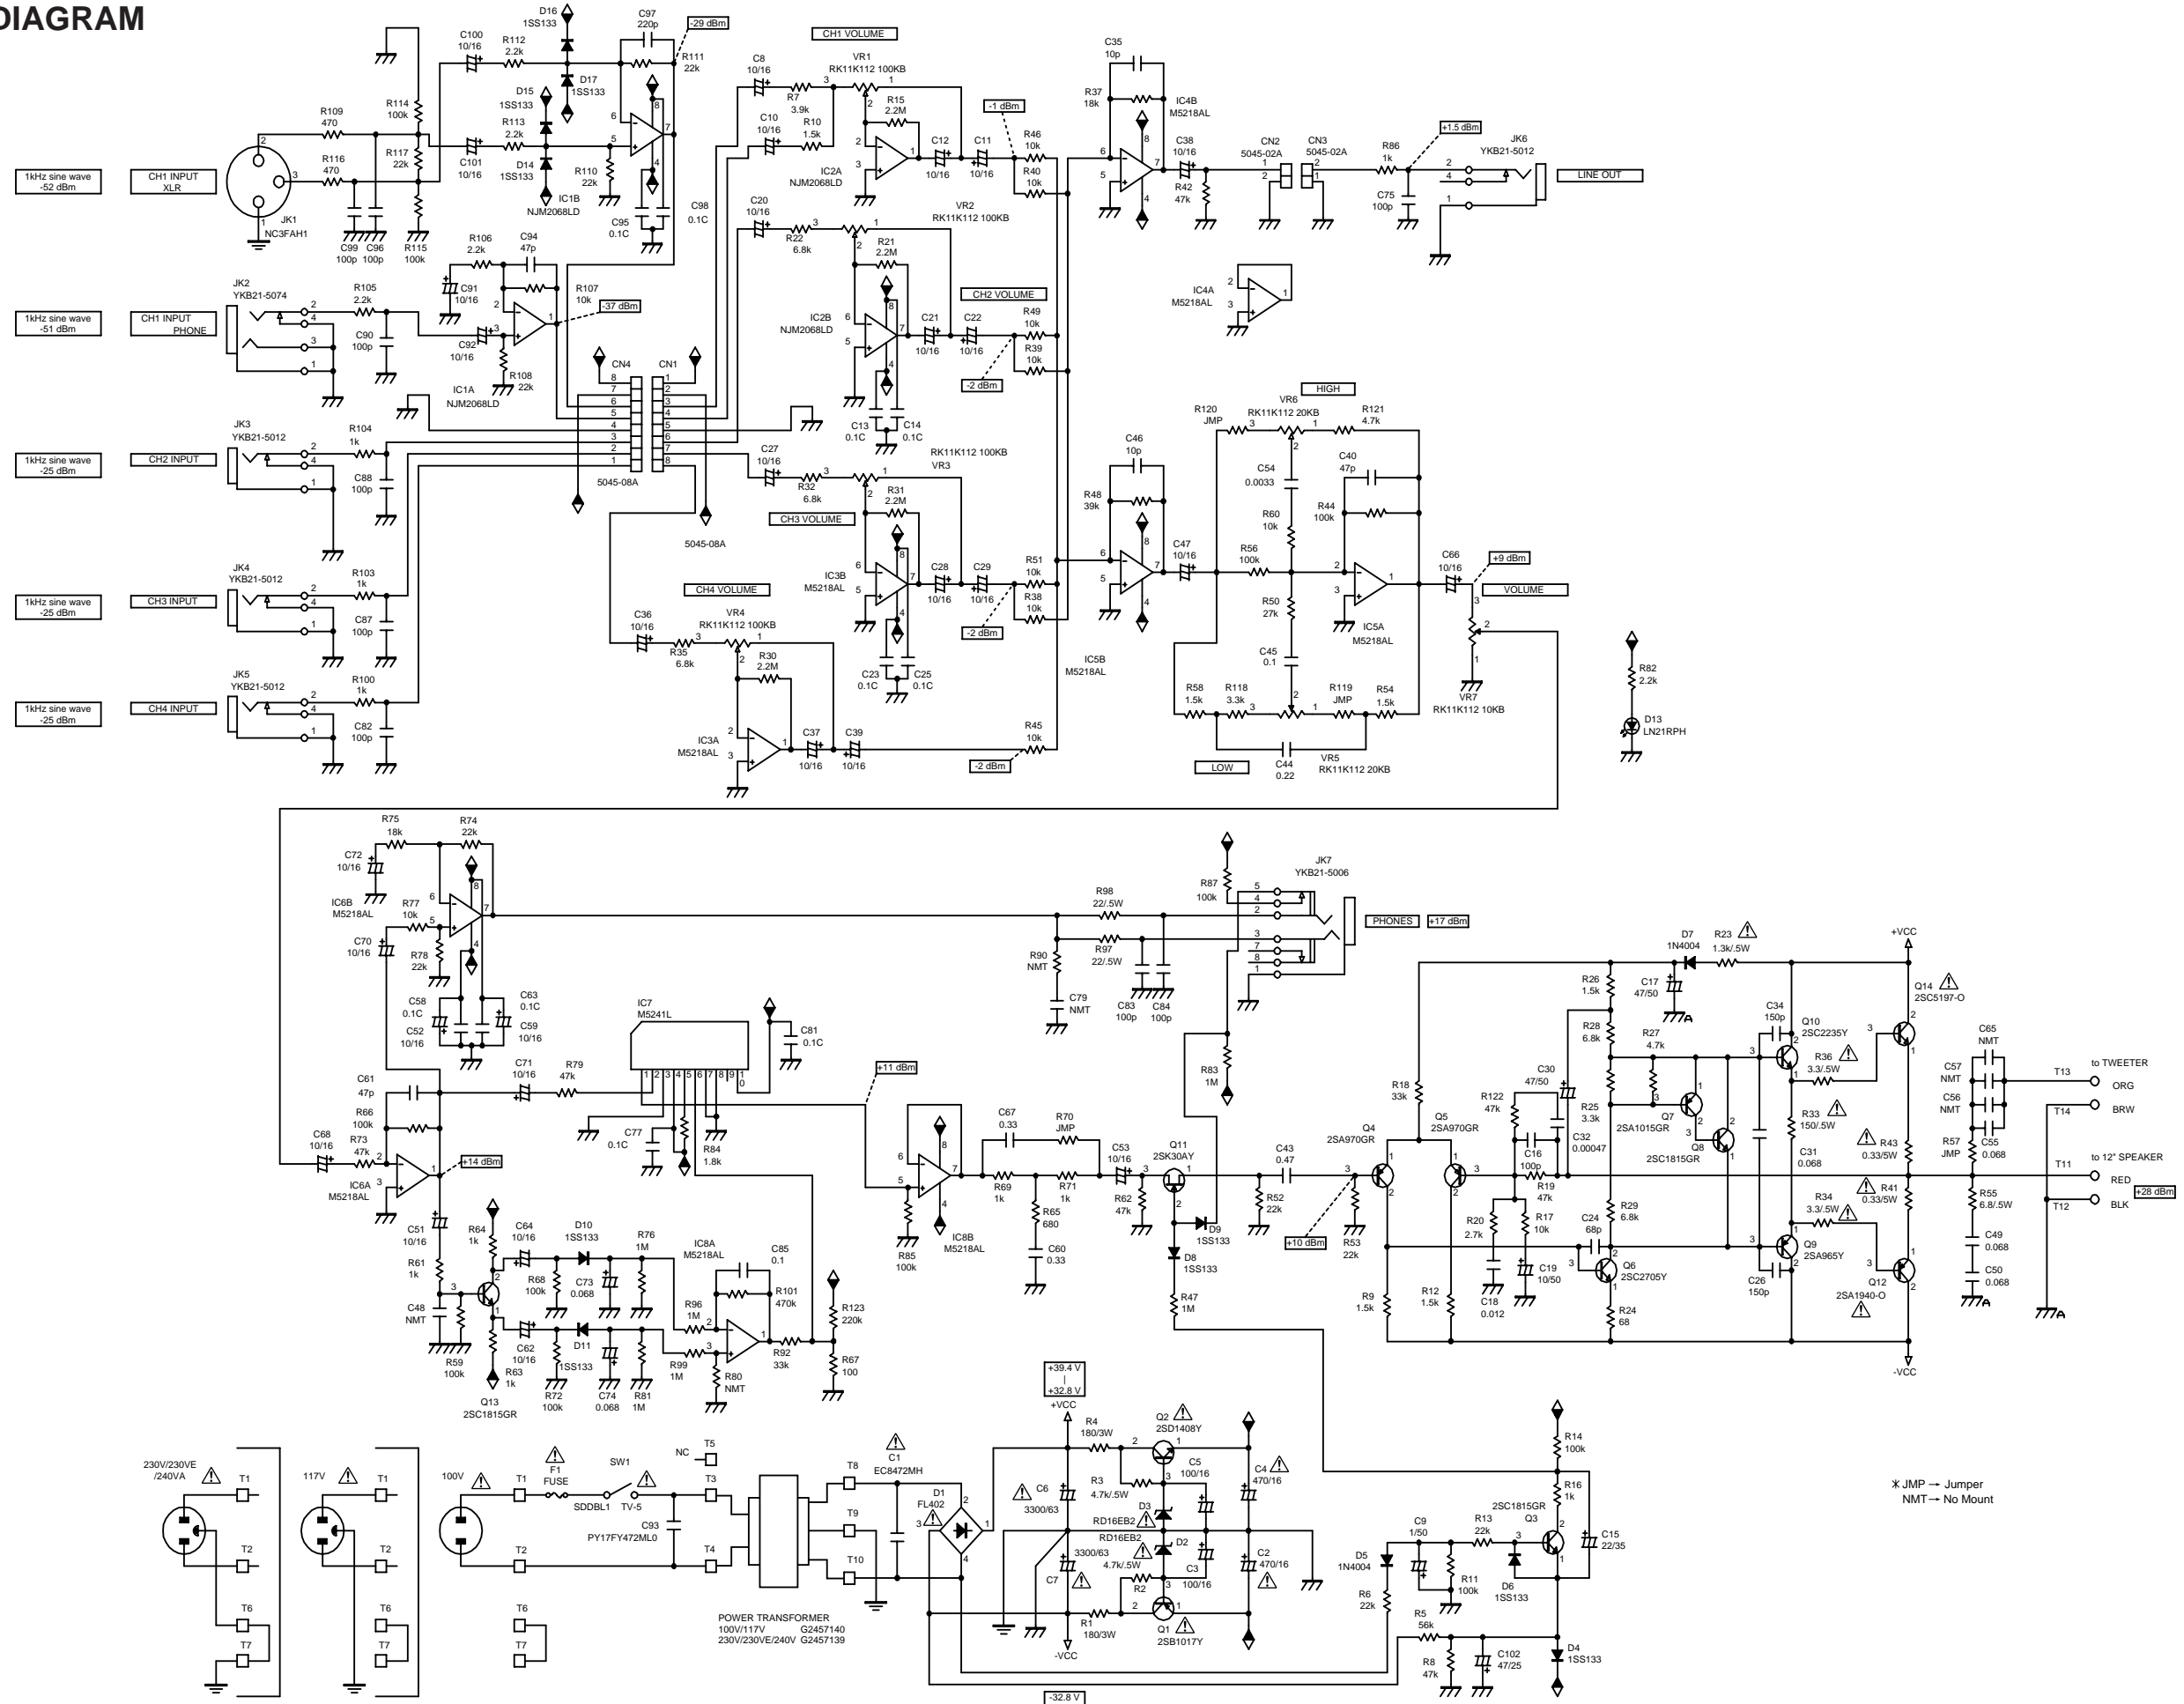 DIAGRAM
D16
1SS133
C97
220p
-29 dBm
C100
10/16
R112
2.2k
R111
22k
D17
1SS133
D15
1SS133
R114
100k
R109
470
R113
2.2k
C8
10/16
CH1 VOLUME
VR1
RK11K112 100KB
R7
3.9k
R15
2.2M
C10
10/16
R10
1.5k
-1 dBm
C35
10p
R37
18k
IC4B
M5218AL
+1.5 dBm
R117
22k
R116
470
C101
10/16
D14
1SS133
R110
22k
IC1B
NJM2068LD
IC2A
NJM2068LD
C12
10/16
C11
10/16
R46
10k
R40
10k
C38
10/16
R42
47k
CN2
5045-02A
CN3
5045-02A
R86
1k
C75
100p
JK6
YKB21-5012
LINE OUT
1kHz sine wave
-52 dBm
CH1 INPUT
XLR
JK1
NC3FAH1
C99
100p
C96
100p
R115
100k
C95
0.1C
C98
0.1C
C20
10/16
VR2
RK11K112 100KB
R22
6.8k
R21
2.2M
R106
2.2k
C94
47p
C91
10/16
R107
10k
-37 dBm
JK2
YKB21-5074
R105
2.2k
1kHz sine wave
-51 dBm
CH1 INPUT
PHONE
C90
100p
C92
10/16
R108
22k
IC1A
NJM2068LD
CH2 VOLUME
IC2B
NJM2068LD
C21
10/16
C22
10/16
R49
10k
R39
10k
-2 dBm
IC4A
M5218AL
CN4
CN1
5045-08A
5045-08A
C13
0.1C
C14
0.1C
HIGH
R120
JMP
VR6
RK11K112 20KB
R121
4.7k
JK3
YKB21-5012
R104
1k
1kHz sine wave
-25 dBm
CH2 INPUT
C88
100p
C27
10/16
RK11K112 100KB
VR3
R32
6.8k
R31
2.2M
CH3 VOLUME
C46
10p
R48
39k
C54
0.0033
R60
10k
C40
47p
R44
100k
JK4
YKB21-5012
R103
1k
1kHz sine wave
-25 dBm
CH3 INPUT
C87
100p
IC3B
M5218AL
C28
10/16
C29
10/16
R51
10k
R38
10k
-2 dBm
C47
10/16
R56
100k
R50
27k
IC5A
M5218AL
C66
10/16
+9 dBm
VOLUME
CH4 VOLUME
C36
10/16
VR4
RK11K112 100KB
R35
6.8k
R30
2.2M
C23
0.1C
C25
0.1C
IC5B
M5218AL
C45
0.1
VR7
RK11K112 10KB
R82
2.2k
D13
LN21RPH
JK5
YKB21-5012
R100
1k
1kHz sine wave
-25 dBm
CH4 INPUT
C82
100p
IC3A
M5218AL
C37
10/16
C39
10/16
R45
10k
-2 dBm
R58
1.5k
R118
3.3k
R119
JMP
R54
1.5k
LOW
C44
0.22
VR5
RK11K112 20KB
R75
18k
R74
22k
C72
10/16
IC6B
M5218AL
R77
10k
C70
10/16
R78
22k
C58
0.1C
C52
10/16
C63
0.1C
C59
10/16
IC7
M5241L
C81
0.1C
R87
100k
JK7
YKB21-5006
R98
22/.5W
R97
22/.5W
R90
NMT
C79
NMT
C83
100p
C84
100p
PHONES
+17 dBm
R83
1M
C61
47p
R66
100k
C68
10/16
R73
47k
IC6A
M5218AL
+14 dBm
C71
10/16
R79
47k
C77
0.1C
R84
1.8k
+11 dBm
C67
0.33
R70
JMP
C53
10/16
Q11
2SK30AY
C43
0.47
R85
100k
IC8B
M5218AL
R69
1k
R71
1k
R65
680
C60
0.33
R62
47k
R52
22k
D9
1SS133
D8
1SS133
R47
1M
+10 dBm
R53
22k
C51
10/16
R61
1k
C48
NMT
R59
100k
R64
1k
C64
10/16
D10
1SS133
R76
1M
R68
100k
C73
0.068
IC8A
M5218AL
C85
0.1
R101
470k
R96
1M
R99
1M
R80
NMT
R92
33k
R123
220k
R67
100
R63
1k
Q13
2SC1815GR
C62
10/16
D11
1SS133
R72
100k
C74
0.068
R81
1M
D7
1N4004
R23
1.3k/.5W
+VCC
R26
1.5k
C17
47/50
Q14
2SC5197-O
R28
6.8k
R27
4.7k
C34
150p
Q10
2SC2235Y
C65
NMT
R36
3.3/.5W
C57
NMT
C56
NMT
R18
33k
R122
47k
C30
47/50
R25
3.3k
Q7
2SA1015GR
Q8
2SC1815GR
R33
150/.5W
C31
0.068
R43
0.33/5W
R57
JMP
C55
0.068
T13
to TWEETER
ORG
BRW
T14
Q4
2SA970GR
Q5
2SA970GR
C32
0.00047
C16
100p
R19
47k
R20
2.7k
R17
10k
C24
68p
R29
6.8k
R34
3.3/.5W
R41
0.33/5W
R55
6.8/.5W
T11
to 12" SPEAKER
RED
+28 dBm
T12
BLK
R9
1.5k
R12
1.5k
C18
0.012
C19
10/50
Q6
2SC2705Y
R24
68
C26
150p
Q9
2SA965Y
Q12
2SA1940-O
C49
0.068
C50
0.068
-VCC
230V/230VE
/240VA
T1
T2
T6
T7
117V
T1
T2
T6
T7
100V
T1
T2
T6
T7
F1
FUSE
SW1
SDDBL1
TV-5
NC
T5
T3
T4
C93
PY17FY472ML0
POWER TRANSFORMER
100V/117V G2457140
230V/230VE/240V G2457139
T8
T9
T10
C1
EC8472MH
D1
FL402
+39.4 V
|
+32.8 V
+VCC
R4
180/3W
Q2
2SD1408Y
C6
3300/63
R3
4.7k/.5W
C5
100/16
C4
470/16
D3
RD16EB2
RD16EB2
D2
3300/63
C7
4.7k/.5W
R2
C3
100/16
C2
470/16
R1
180/3W
Q1
2SB1017Y
-VCC
-32.8 V
R14
100k
R16
1k
C15
22/35
2SC1815GR
Q3
R13
22k
C9
1/50
R11
100k
D5
1N4004
R6
22k
D6
1SS133
R5
56k
R8
47k
C102
47/25
D4
1SS133
JMP → Jumper
NMT → No Mount